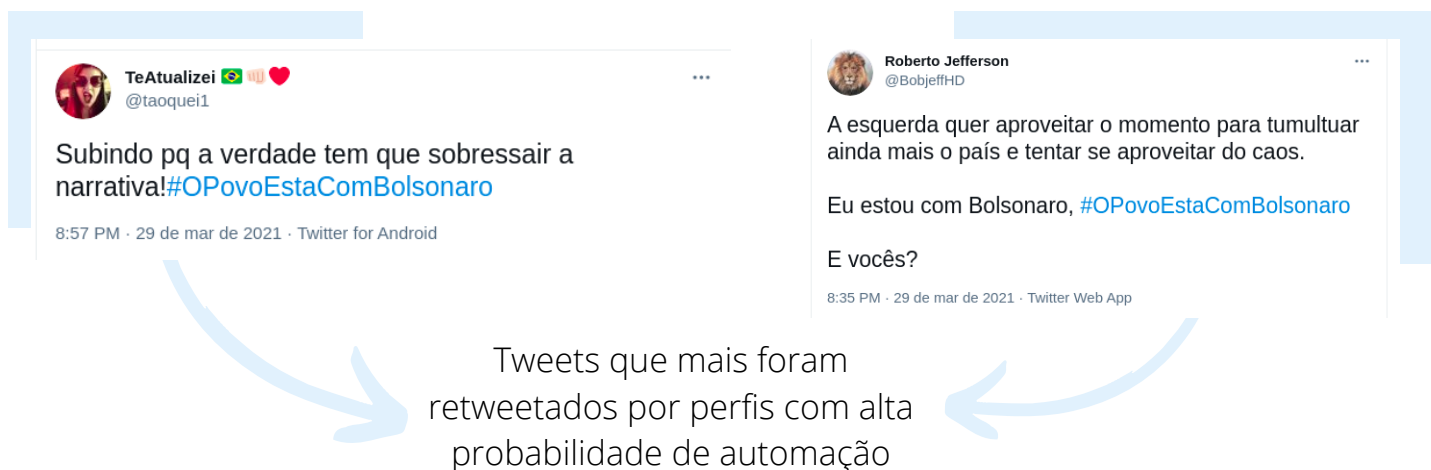 TeAtualizei 🇧🇷👊🏻❤️
@taoquei1
Subindo pq a verdade tem que sobressair a
narrativa!#OPovoEstaComBolsonaro
8:57 PM · 29 de mar de 2021 · Twitter for Android
Roberto Jefferson
@BobjeffHD
A esquerda quer aproveitar o momento para tumultuar
ainda mais o país e tentar se aproveitar do caos.
Eu estou com Bolsonaro, #OPovoEstaComBolsonaro
E vocês?
8:35 PM · 29 de mar de 2021 · Twitter Web App
Tweets que mais foram
retweetados por perfis com alta
probabilidade de automação